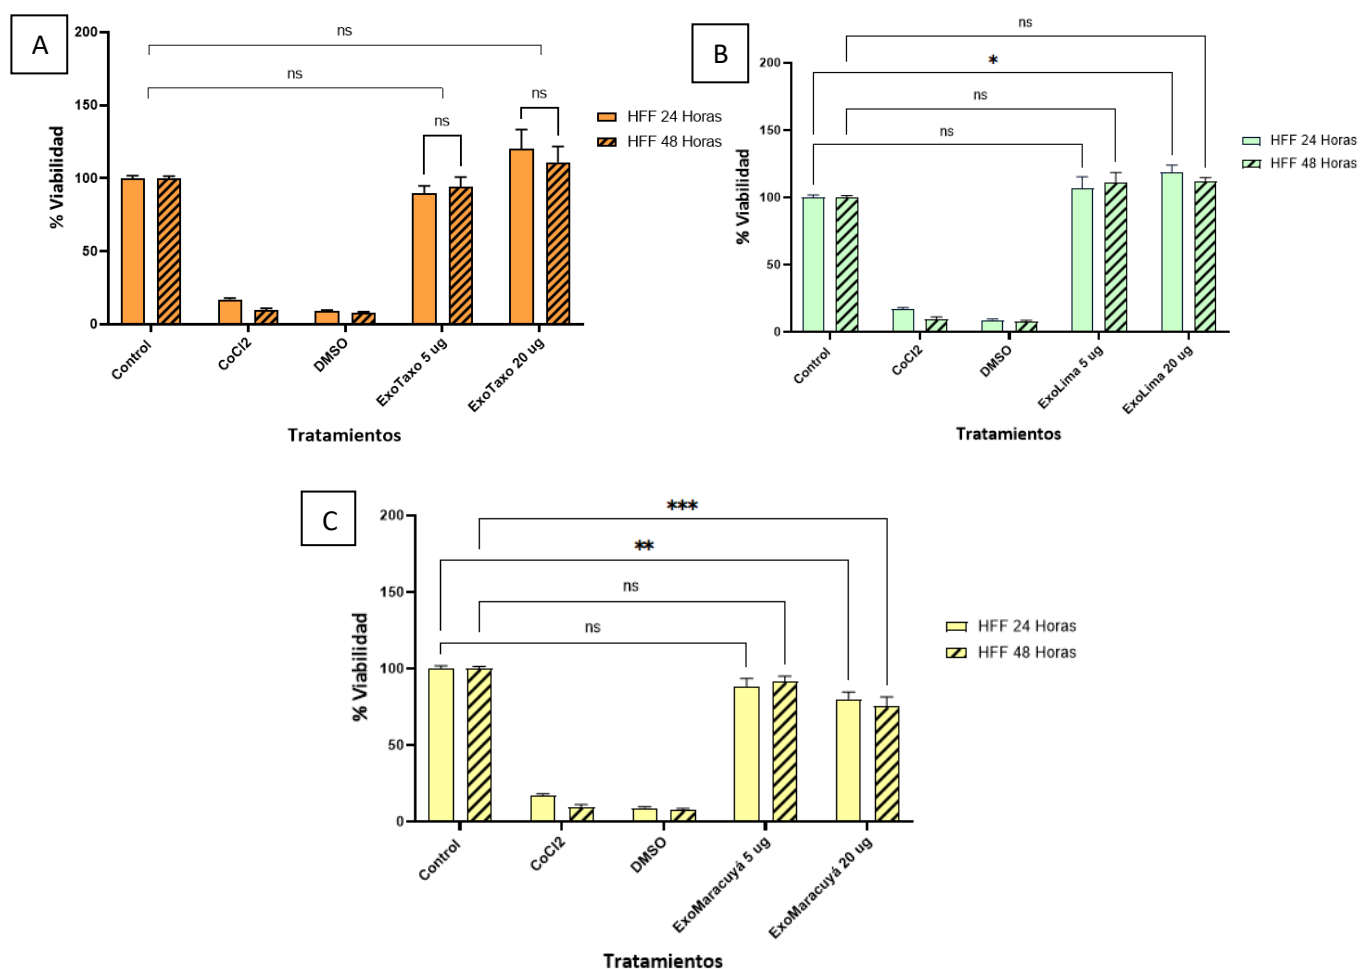 A
200
150
100
50
0
% Viabilidad
ns
ns
ns
ns
HFF 24 Horas
HFF 48 Horas
Control
CoCl2
DMSO
ExoTaxo 5 ug
ExoTaxo 20 ug
Tratamientos
B
200
150
100
50
0
% Viabilidad
ns
*
ns
ns
HFF 24 Horas
HFF 48 Horas
Control
CoCl2
DMSO
ExoLima 5 ug
ExoLima 20 ug
Tratamientos
C
200
150
100
50
0
% Viabilidad
***
**
ns
ns
HFF 24 Horas
HFF 48 Horas
Control
CoCl2
DMSO
ExoMaracuyá 5 ug
ExoMaracuyá 20 ug
Tratamientos